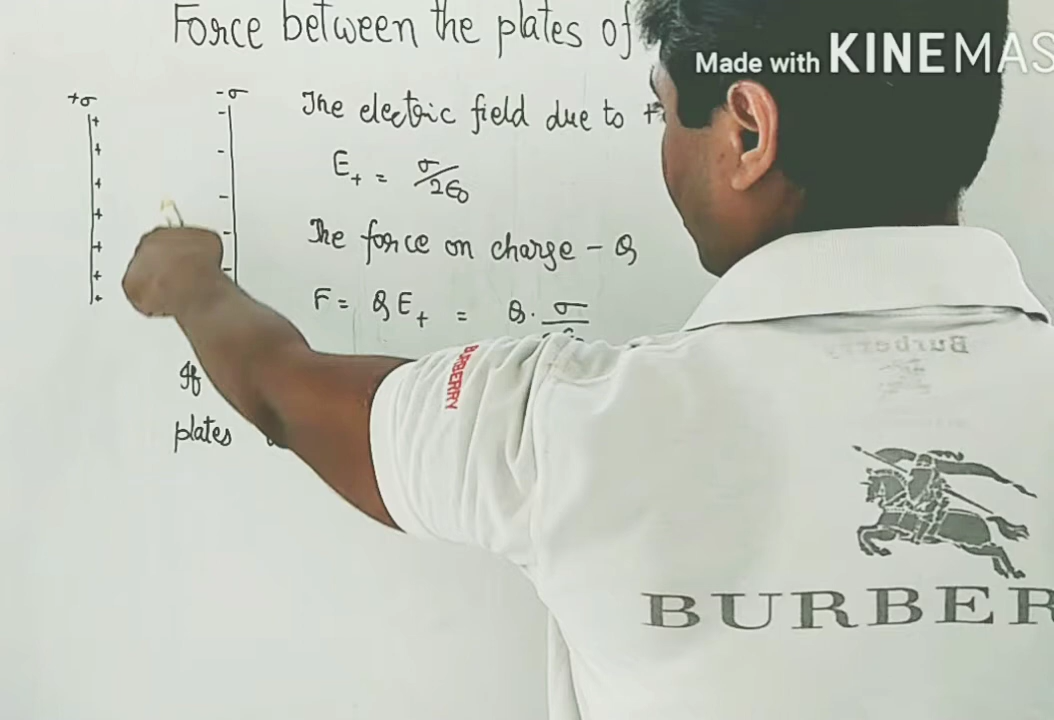 Force between the plates of
Made with KINEMAS
+σ
-σ
The electric field due to +
E₊ = σ/2ε₀
The force on charge - Q
F = QE₊ = Q. σ
If
plates
BURBERRY
Burberry
BURBER